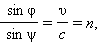 sin φ / sin ψ = υ / c = n,